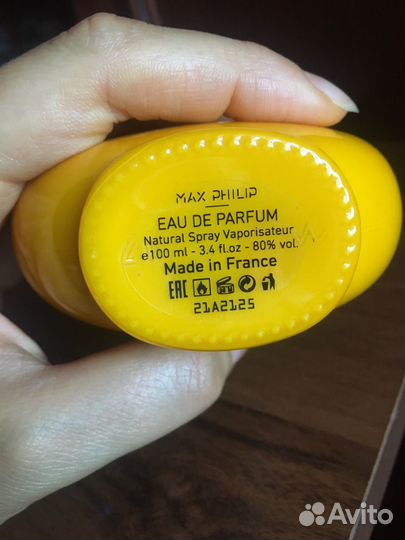 MAX PHILIP
EAU DE PARFUM
Natural Spray Vaporisateur
e100 ml - 3.4 fl.oz - 80% vol.
Made in France
EAC
21A2125
Avito